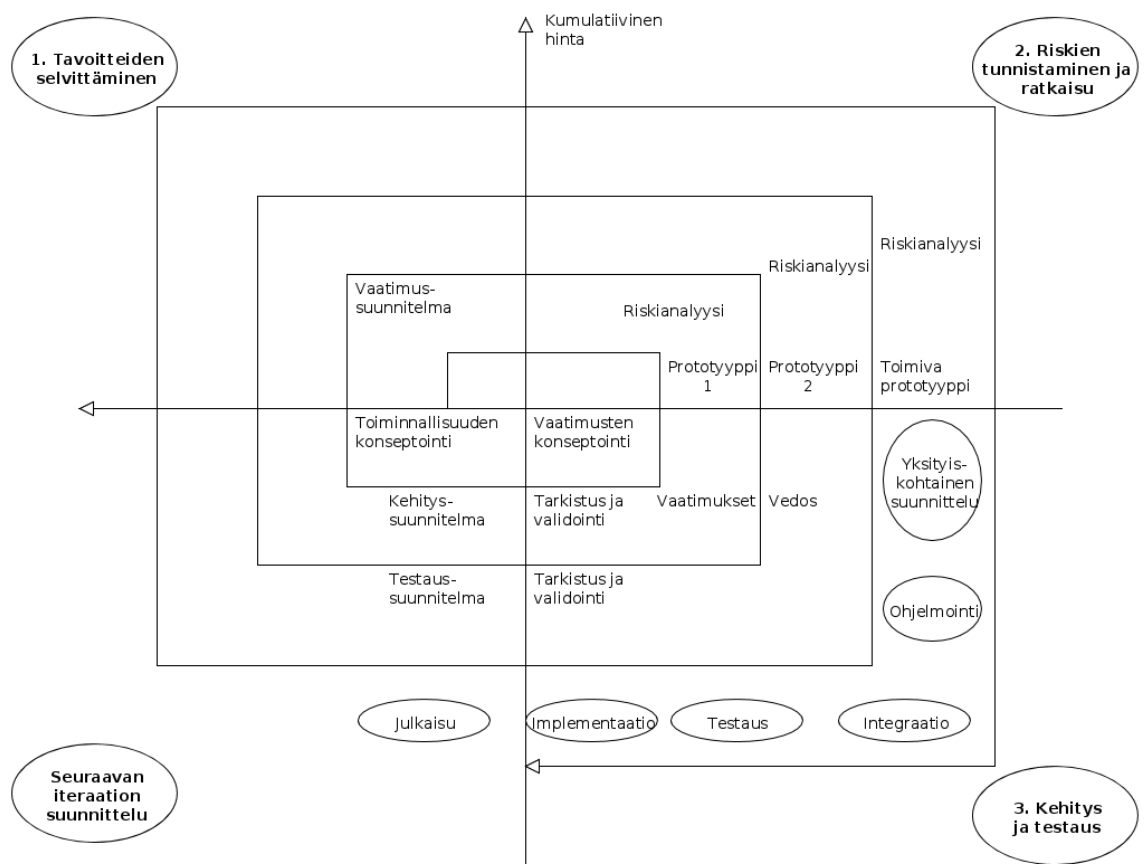 Kumulatiivinen
hinta
1. Tavoitteiden
selvittäminen
2. Riskien
tunnistaminen ja
ratkaisu
Riskianalyysi
Riskianalyysi
Vaatimus-
suunnitelma
Riskianalyysi
Prototyyppi
1
Prototyyppi
2
Toimiva
prototyyppi
Toiminnallisuuden
konseptointi
Vaatimusten
konseptointi
Yksityis-
kohtainen
suunnittelu
Kehitys-
suunnitelma
Tarkistus ja
validointi
Vaatimukset
Vedos
Testaus-
suunnitelma
Tarkistus ja
validointi
Ohjelmointi
Julkaisu
Implementaatio
Testaus
Integraatio
Seuraavan
iteraation
suunnittelu
3. Kehitys
ja testaus